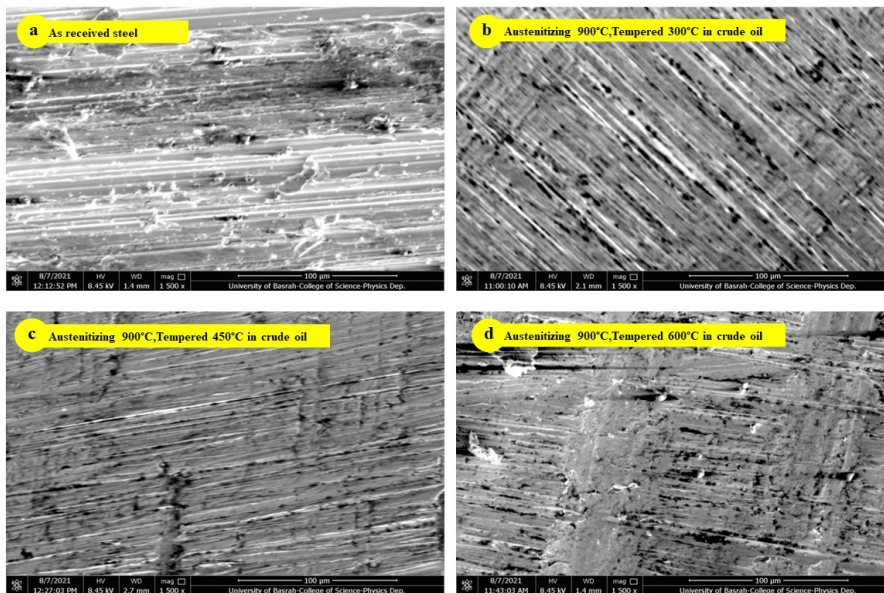 a As received steel
8/7/2021 HV WD mag 100 µm
12:12:52 PM 8.45 kV 1.4 mm 1 500 x University of Basrah-College of Science-Physics Dep.
b Austenitizing 900°C,Tempered 300°C in crude oil
8/7/2021 HV WD mag 100 µm
11:00:10 AM 8.45 kV 2.1 mm 1 500 x University of Basrah-College of Science-Physics Dep.
c Austenitizing 900°C,Tempered 450°C in crude oil
8/7/2021 HV WD mag 100 µm
12:27:03 PM 8.45 kV 2.7 mm 1 500 x University of Basrah-College of Science-Physics Dep.
d Austenitizing 900°C,Tempered 600°C in crude oil
8/7/2021 HV WD mag 100 µm
11:43:03 AM 8.45 kV 1.4 mm 1 500 x University of Basrah-College of Science-Physics Dep.